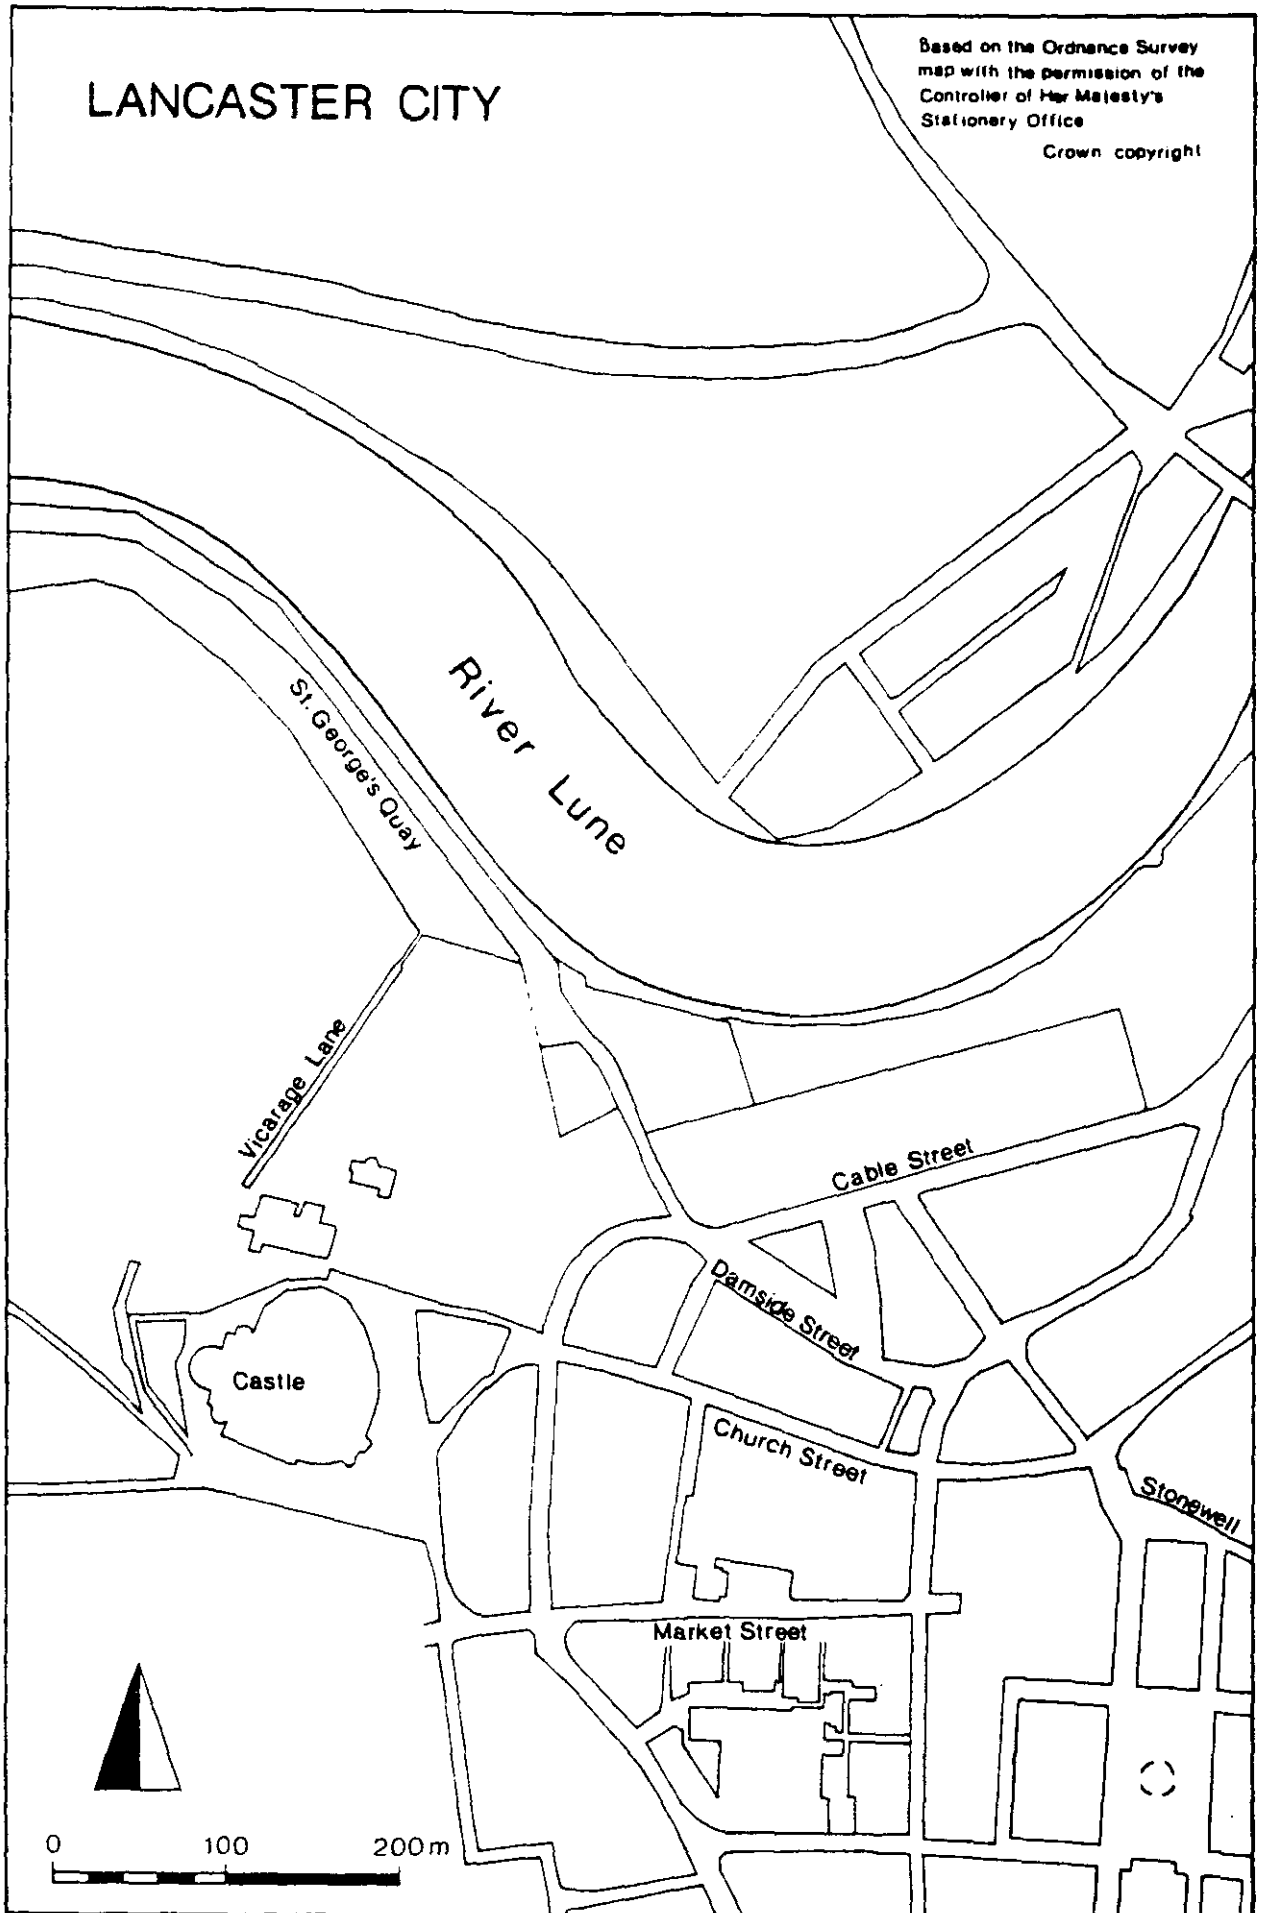 LANCASTER CITY
Based on the Ordnance Survey
map with the permission of the
Controller of Her Majesty's
Stationery Office
Crown copyright
River Lune
St. George's Quay
Vicarage Lane
Cable Street
Damside Street
Castle
Church Street
Stonewell
Market Street
0 100 200m